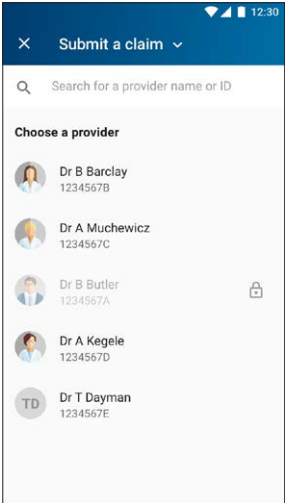 12:30
Submit a claim
Search for a provider name or ID
Choose a provider
Dr B Barclay
1234567B
Dr A Muchewicz
1234567C
Dr B Butler
1234567A
Dr A Kegele
1234567D
TD
Dr T Dayman
1234567E